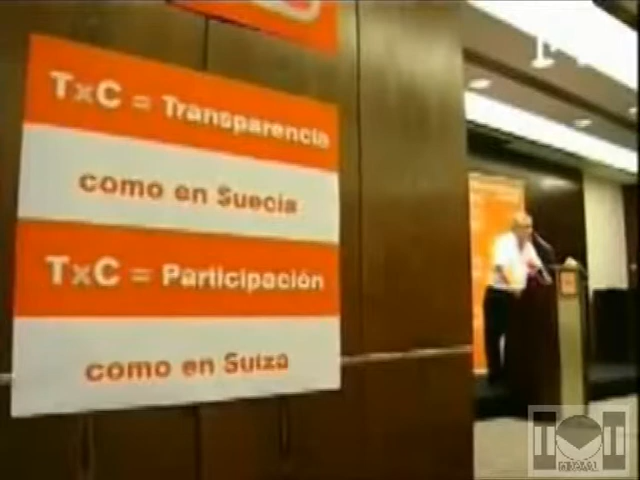 TxC = Transparencia
como en Suecia
TxC = Participación
como en Suiza